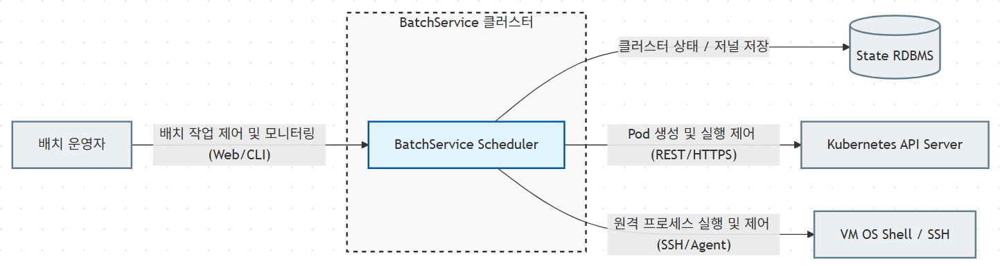 BatchService 클러스터
클러스터 상태 / 저널 저장
State RDBMS
배치 운영자
배치 작업 제어 및 모니터링
(Web/CLI)
BatchService Scheduler
Pod 생성 및 실행 제어
(REST/HTTPS)
Kubernetes API Server
원격 프로세스 실행 및 제어
(SSH/Agent)
VM OS Shell / SSH